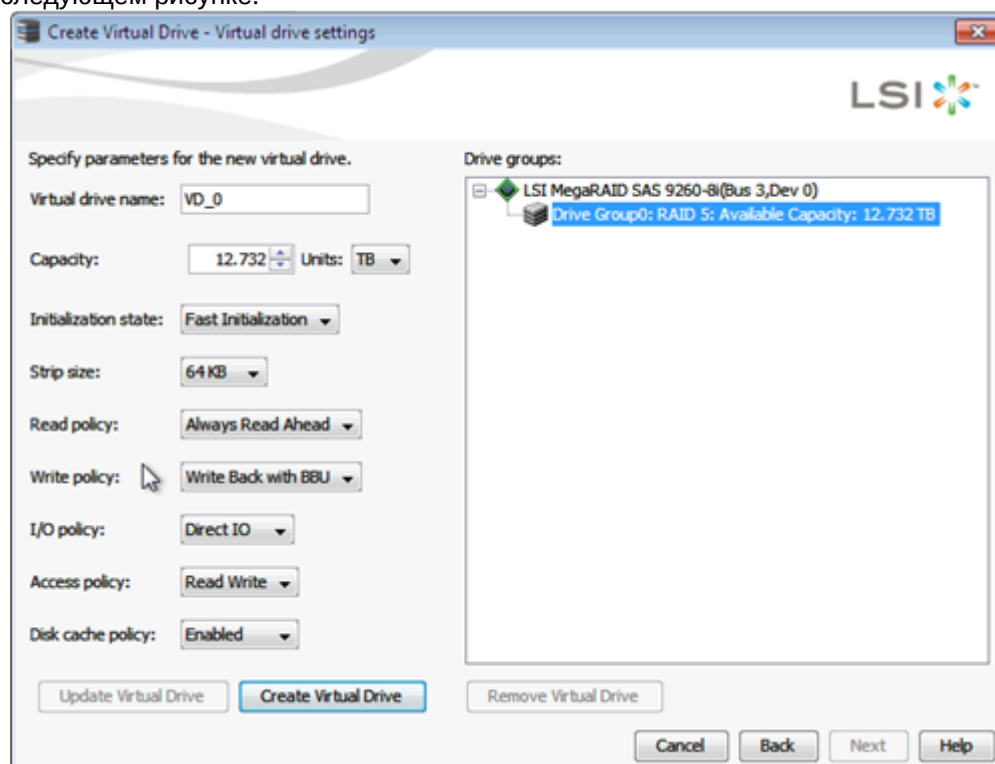 следующем рисунке.
Create Virtual Drive - Virtual drive settings
LSI
Specify parameters for the new virtual drive.
Virtual drive name: VD_0
Capacity: 12.732 Units: TB
Initialization state: Fast Initialization
Strip size: 64 KB
Read policy: Always Read Ahead
Write policy: Write Back with BBU
I/O policy: Direct IO
Access policy: Read Write
Disk cache policy: Enabled
Update Virtual Drive Create Virtual Drive
Drive groups:
LSI MegaRAID SAS 9260-8i(Bus 3,Dev 0)
Drive Group0: RAID 5: Available Capacity: 12.732 TB
Remove Virtual Drive
Cancel Back Next Help